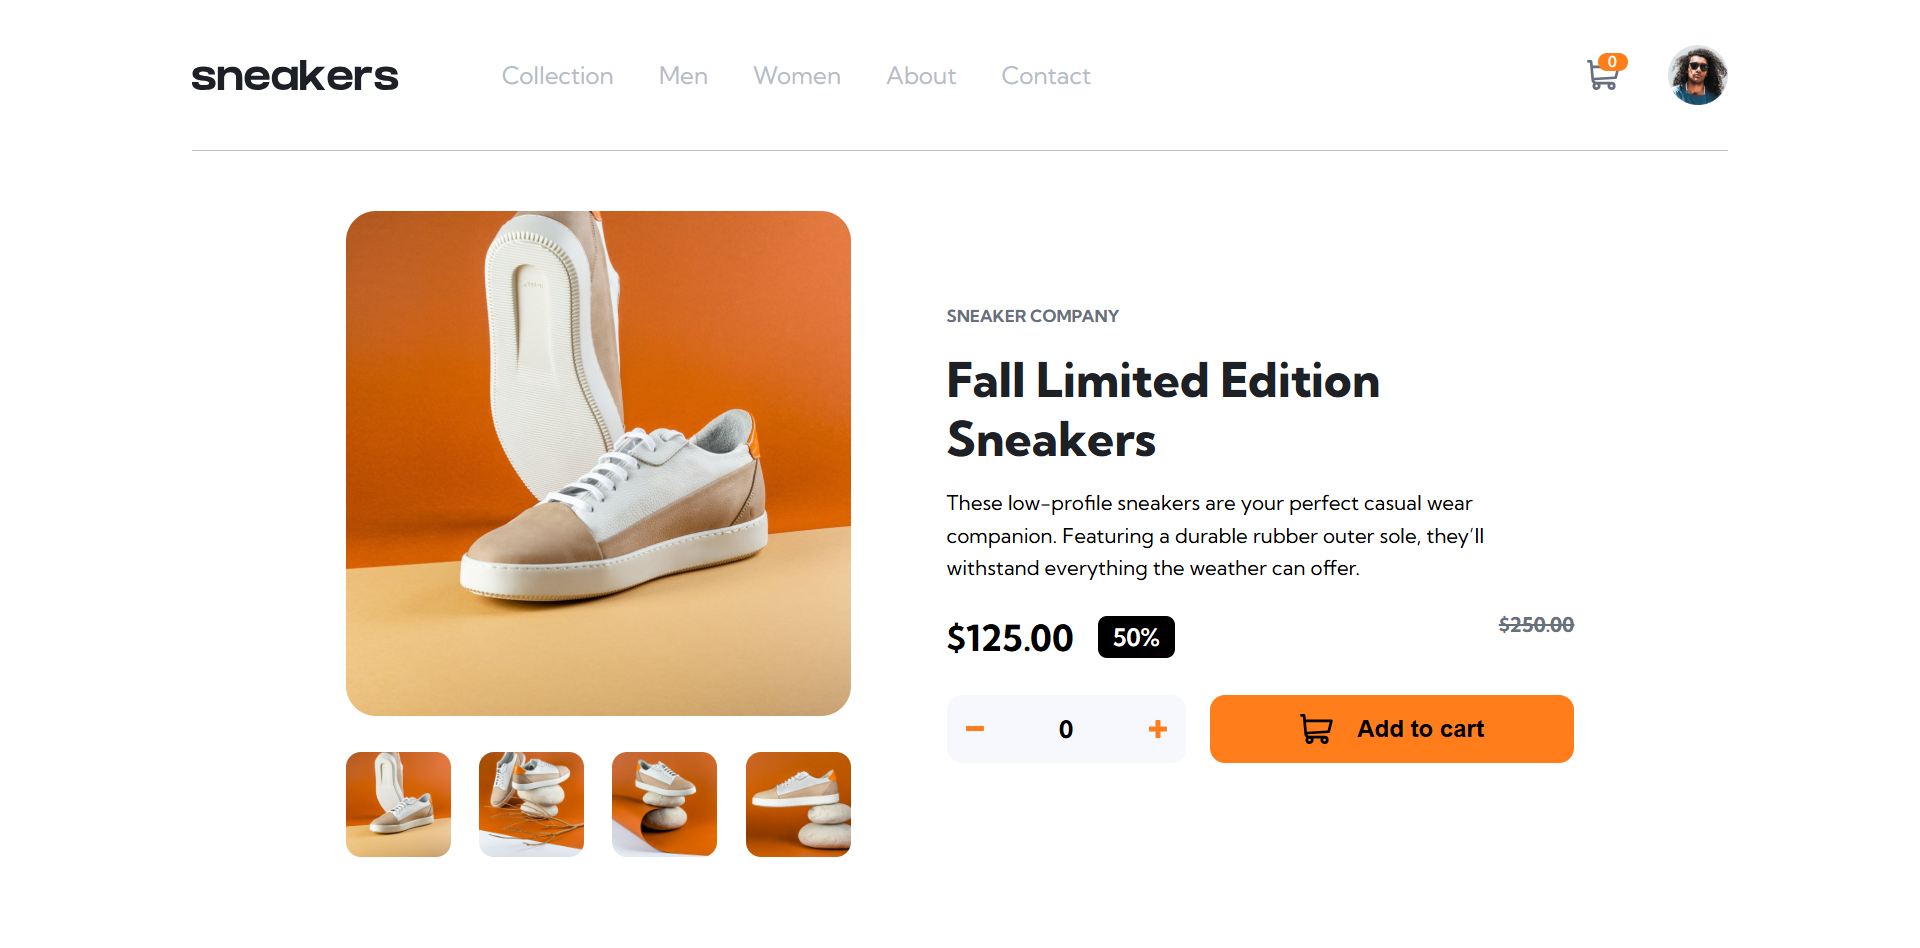 sneakers
Collection Men Women About Contact
0
SNEAKER COMPANY
Fall Limited Edition
Sneakers
These low-profile sneakers are your perfect casual wear
companion. Featuring a durable rubber outer sole, they’ll
withstand everything the weather can offer.
$125.00 50% $250.00
0
Add to cart